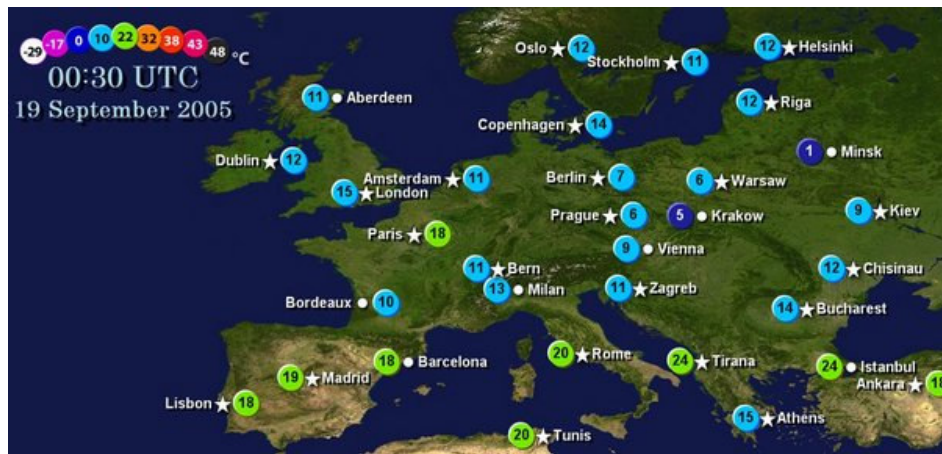 -29 -17 0 10 22 32 38 43 48 °C
00:30 UTC
19 September 2005
Oslo 12
Stockholm 11
12 Helsinki
11 Aberdeen
12 Riga
Copenhagen 14
1 Minsk
Dublin 12
Amsterdam 11
Berlin 7
6 Warsaw
15 London
Prague 6
5 Krakow
9 Kiev
Paris 18
9 Vienna
11 Bern
12 Chisinau
13 Milan
11 Zagreb
Bordeaux 10
14 Bucharest
20 Rome
18 Barcelona
24 Tirana
24 Istanbul
19 Madrid
Ankara 18
Lisbon 18
15 Athens
20 Tunis